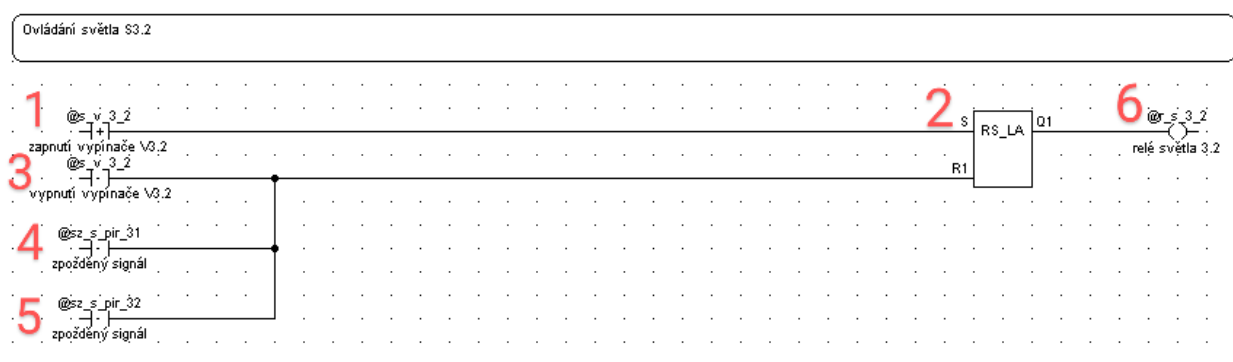 Ovládání světla S3.2
1
@s_v_3_2
zapnutí vypínače V3.2
2
S
RS_LA
Q1
R1
6
@r_s_3_2
relé světla 3.2
3
@s_v_3_2
vypnutí vypínače V3.2
4
@sz_s_pir_31
zpožděný signál
5
@sz_s_pir_32
zpožděný signál